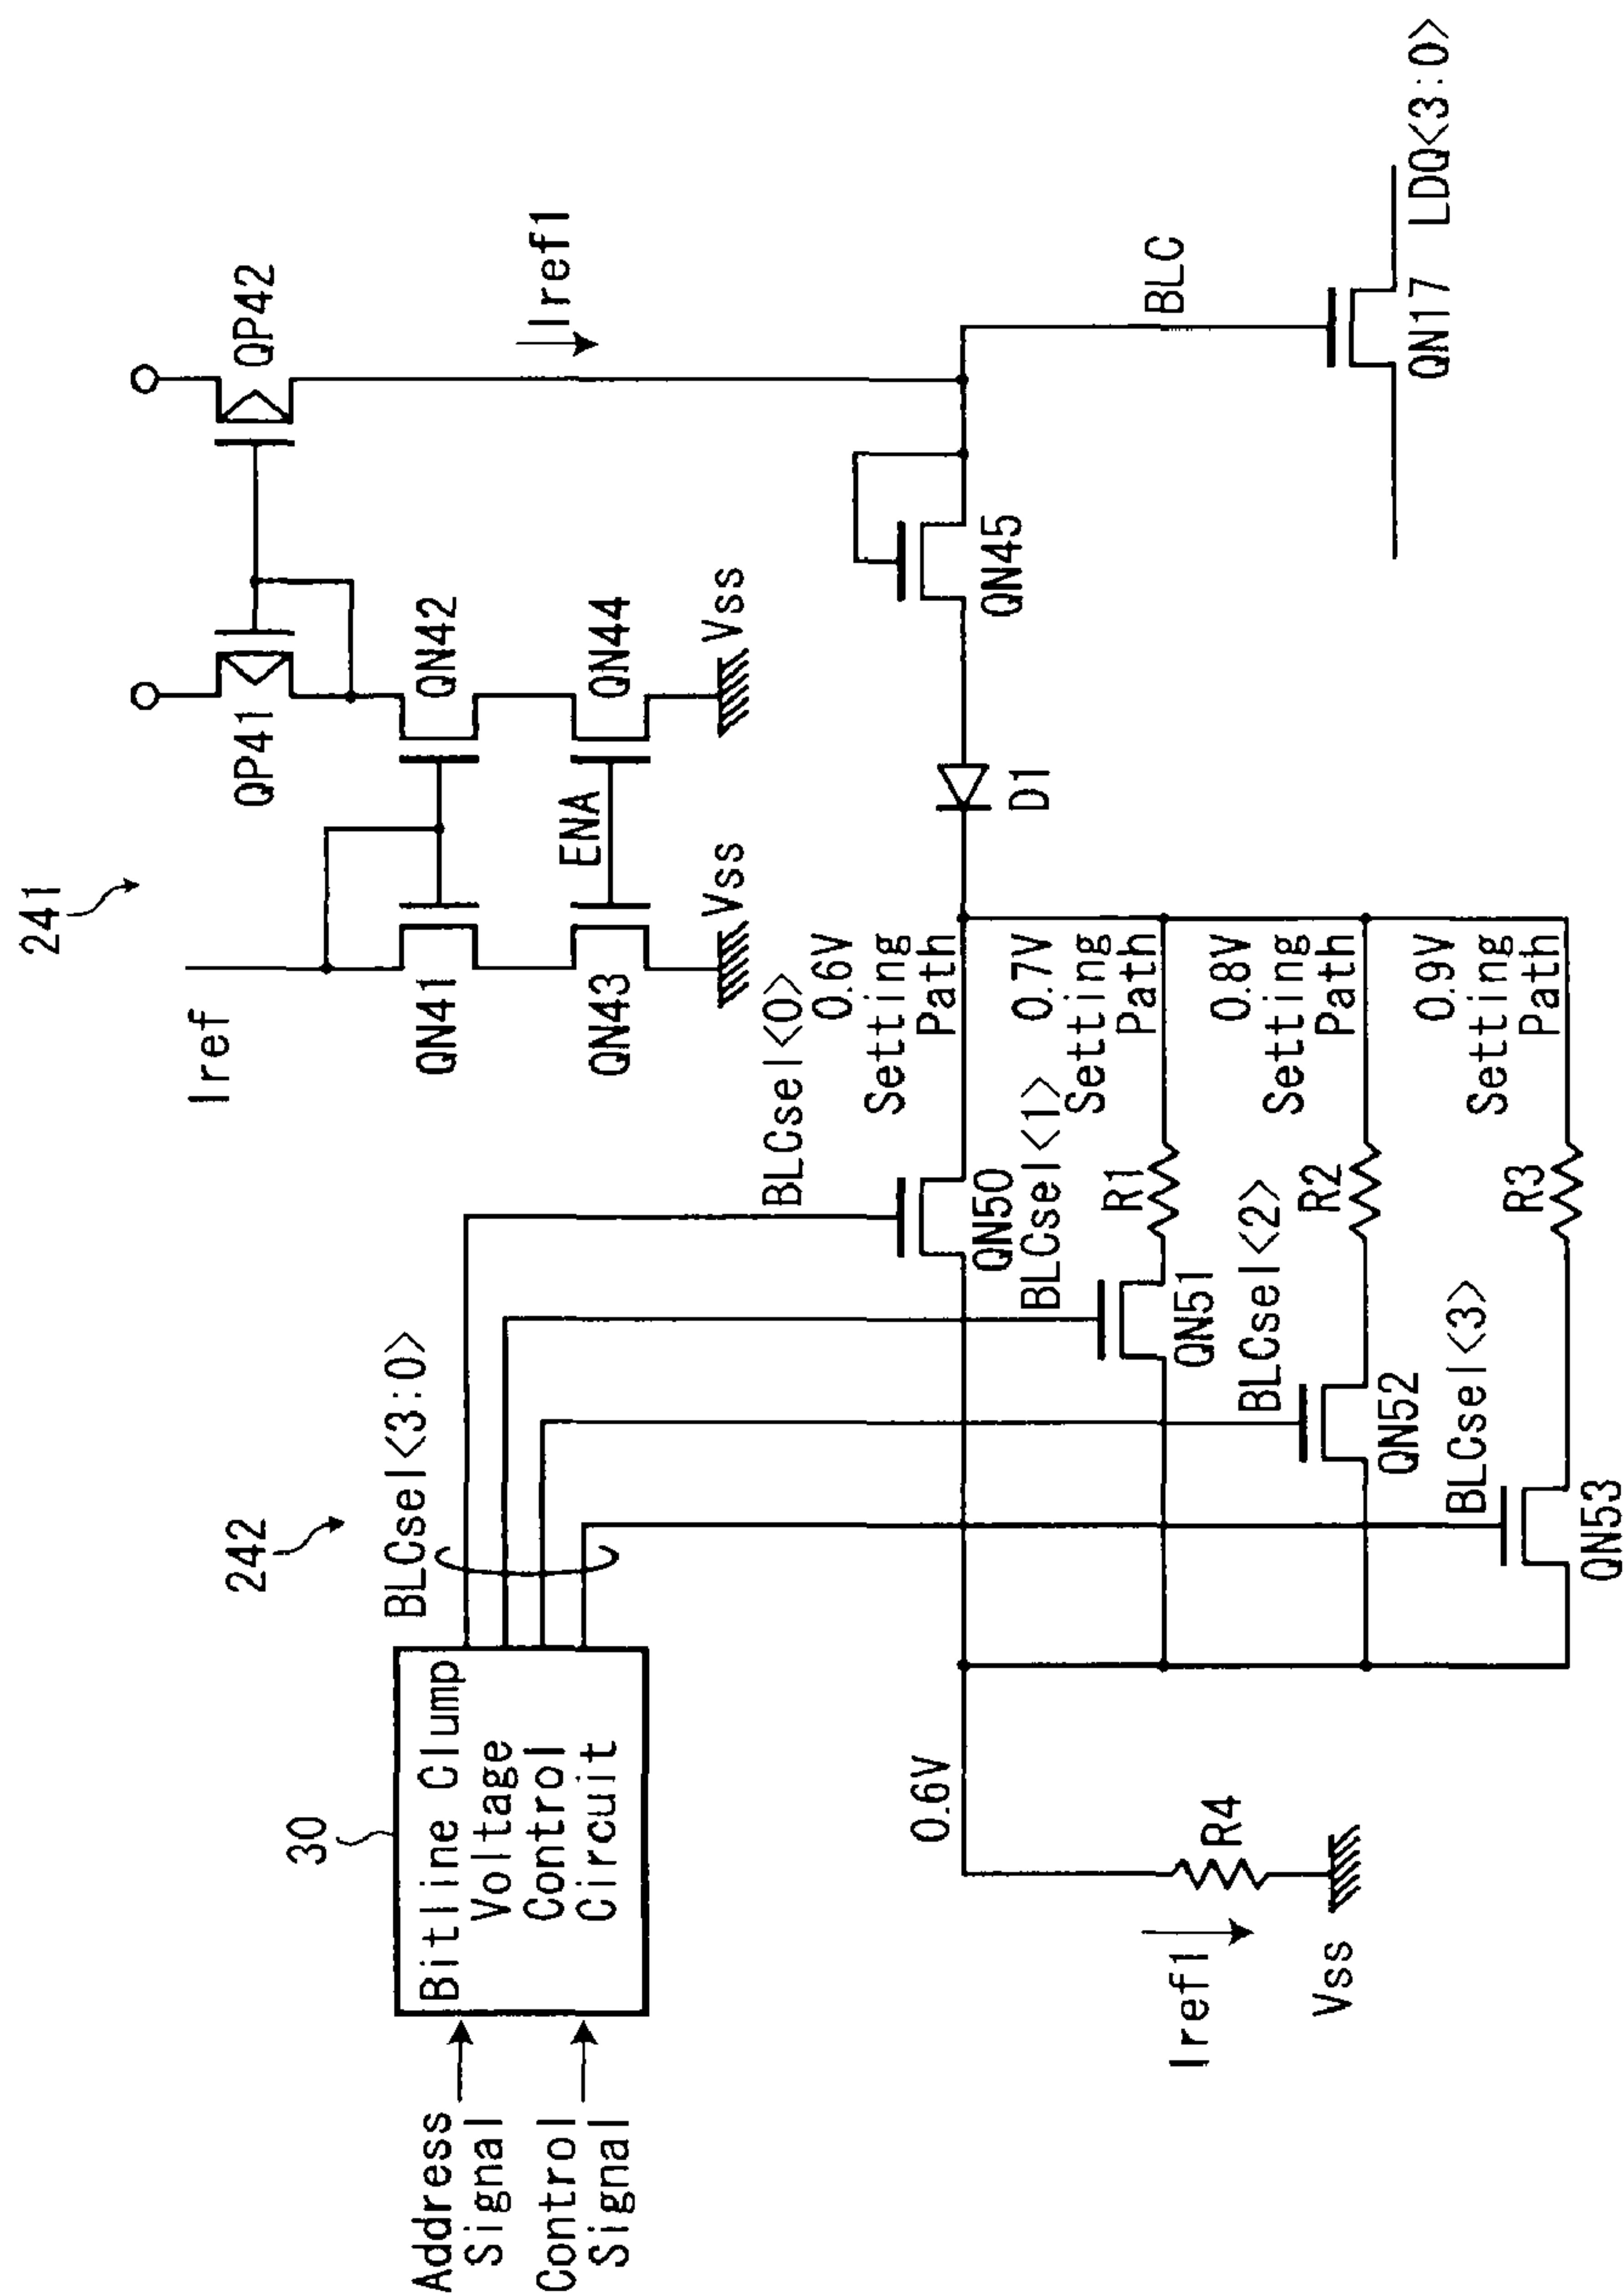 241
Iref
QP41
QP42
QN41
QN42
Iref1
ENA
QN43
QN44
Vss
Vss
242
BLCsel<3:0>
30
Bitline Clump
Voltage
Control
Circuit
Address
Signal
Control
Signal
BLCsel<0>
0.6V
Setting
Path
QN50
D1
QN45
BLC
BLCsel<1>
0.7V
Setting
Path
R1
QN51
BLCsel<2>
0.8V
Setting
Path
R2
QN52
BLCsel<3>
0.9V
Setting
Path
R3
QN53
0.6V
R4
Iref1
Vss
QN17
LDQ<3:0>